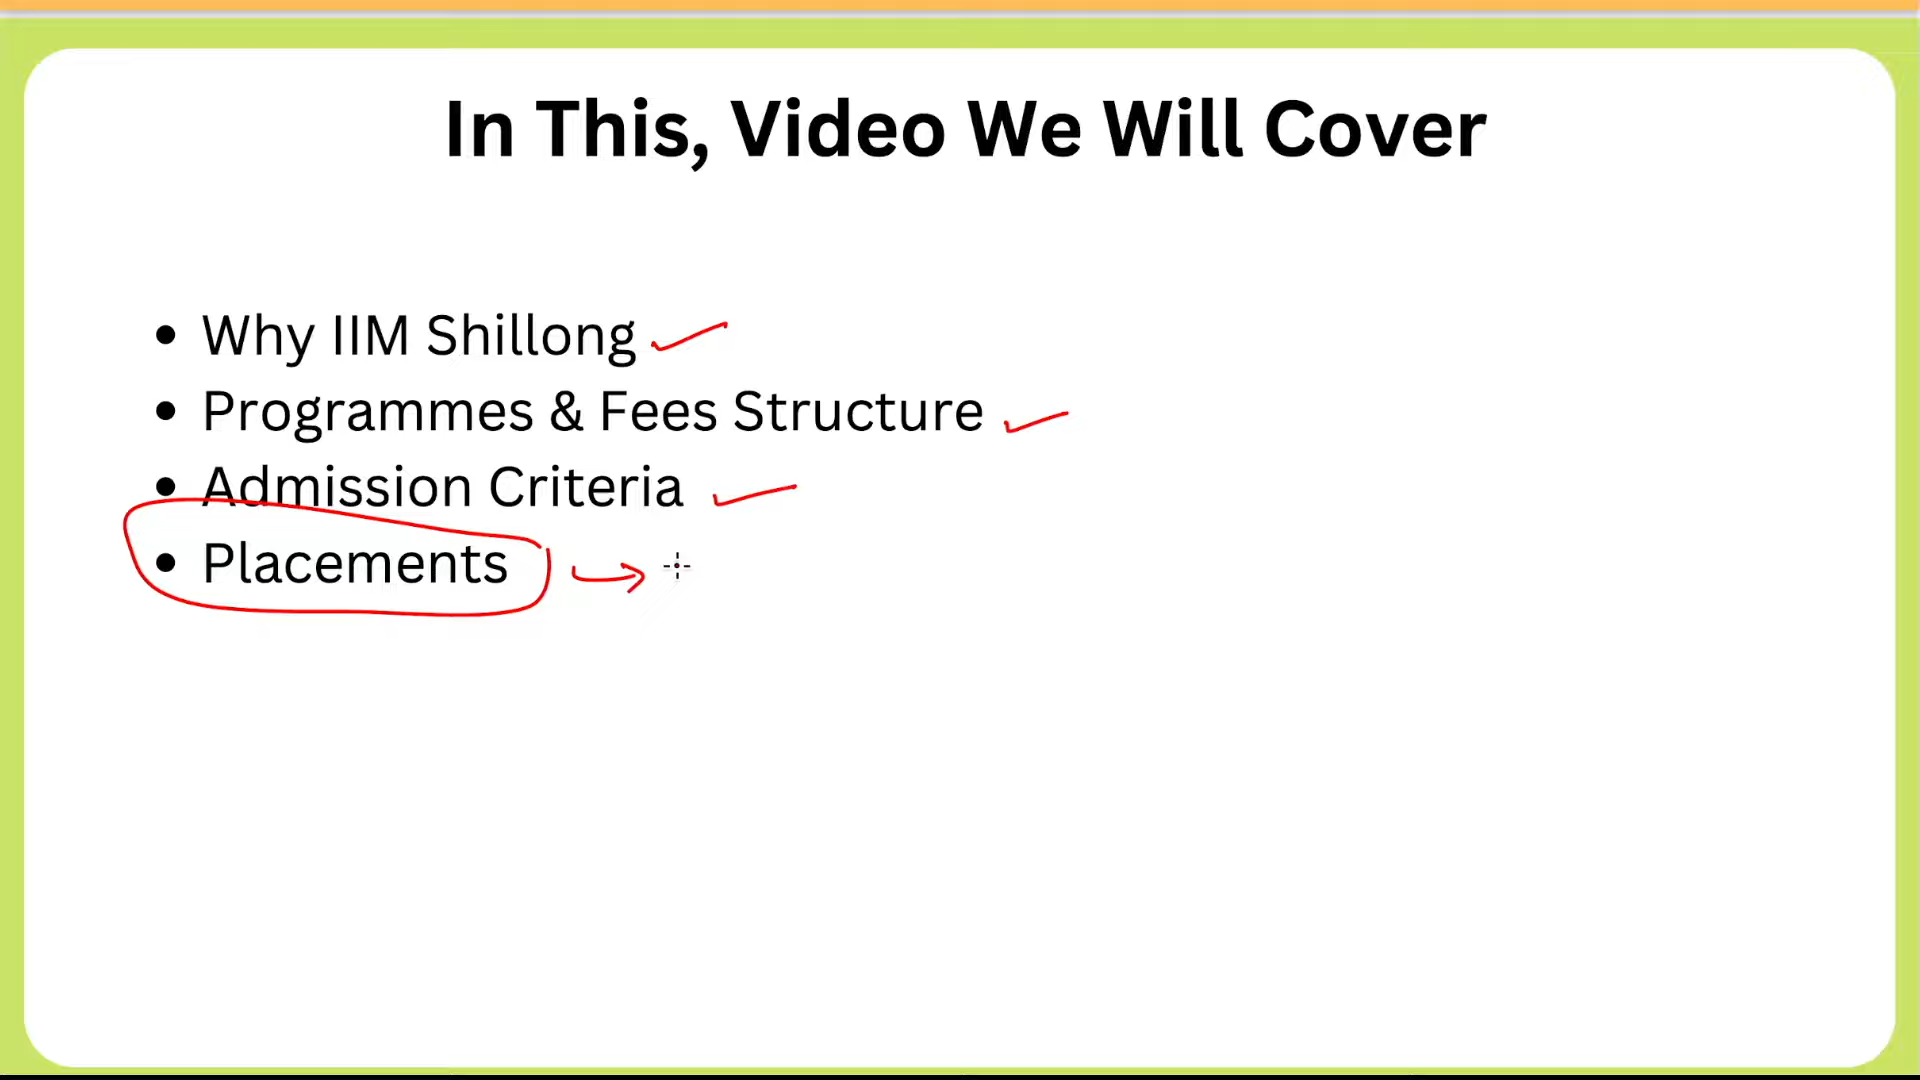 In This, Video We Will Cover
• Why IIM Shillong
• Programmes & Fees Structure
• Admission Criteria
• Placements